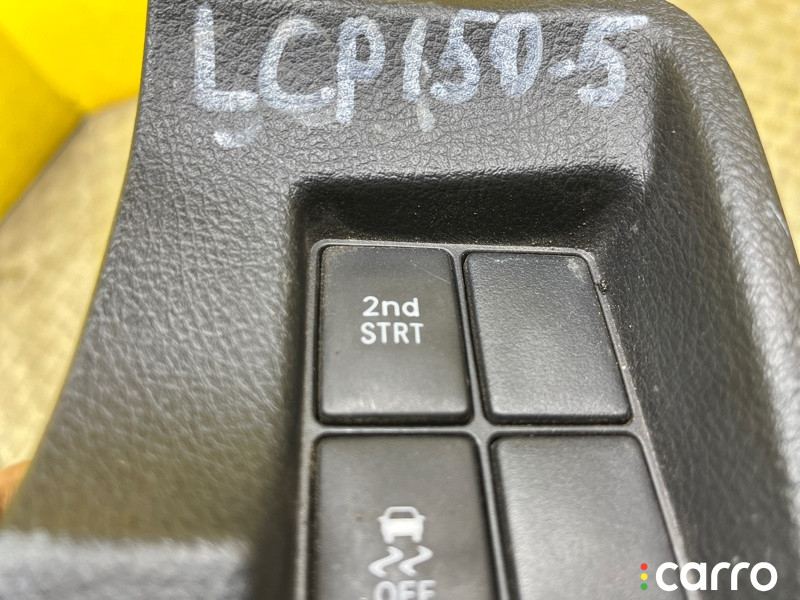 LCP150-5
2nd
STRT
OFF
carro